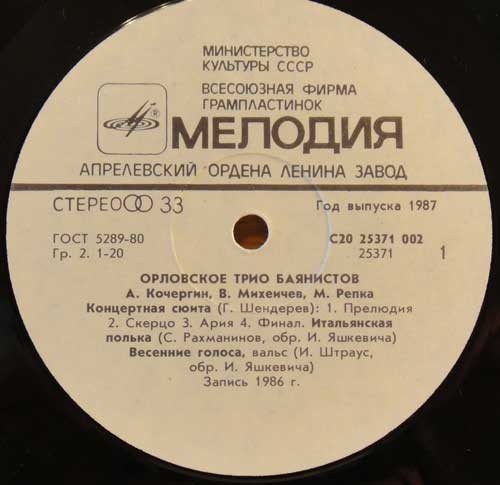 МИНИСТЕРСТВО
КУЛЬТУРЫ СССР
ВСЕСОЮЗНАЯ ФИРМА
ГРАМПЛАСТИНОК
МЕЛОДИЯ
АПРЕЛЕВСКИЙ ОРДЕНА ЛЕНИНА ЗАВОД
СТЕРЕО 33 Год выпуска 1987
ГОСТ 5289-80 С20 25371 002
Гр. 2. 1-20 25371 1
ОРЛОВСКОЕ ТРИО БАЯНИСТОВ
А. Кочергин, В. Михеичев, М. Репка
Концертная сюита (Г. Шендерев): 1. Прелюдия
2. Скерцо 3. Ария 4. Финал. Итальянская
полька (С. Рахманинов, обр. И. Яшкевича)
Весенние голоса, вальс (И. Штраус,
обр. И. Яшкевича)
Запись 1986 г.